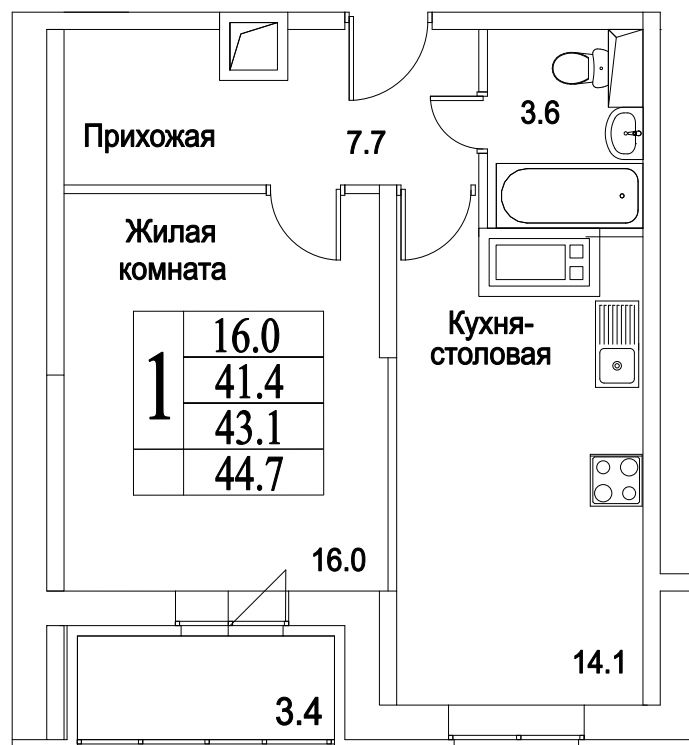 Прихожая
7.7
3.6
Жилая
комната
Кухня-
столовая
1
16.0
41.4
43.1
44.7
16.0
14.1
3.4